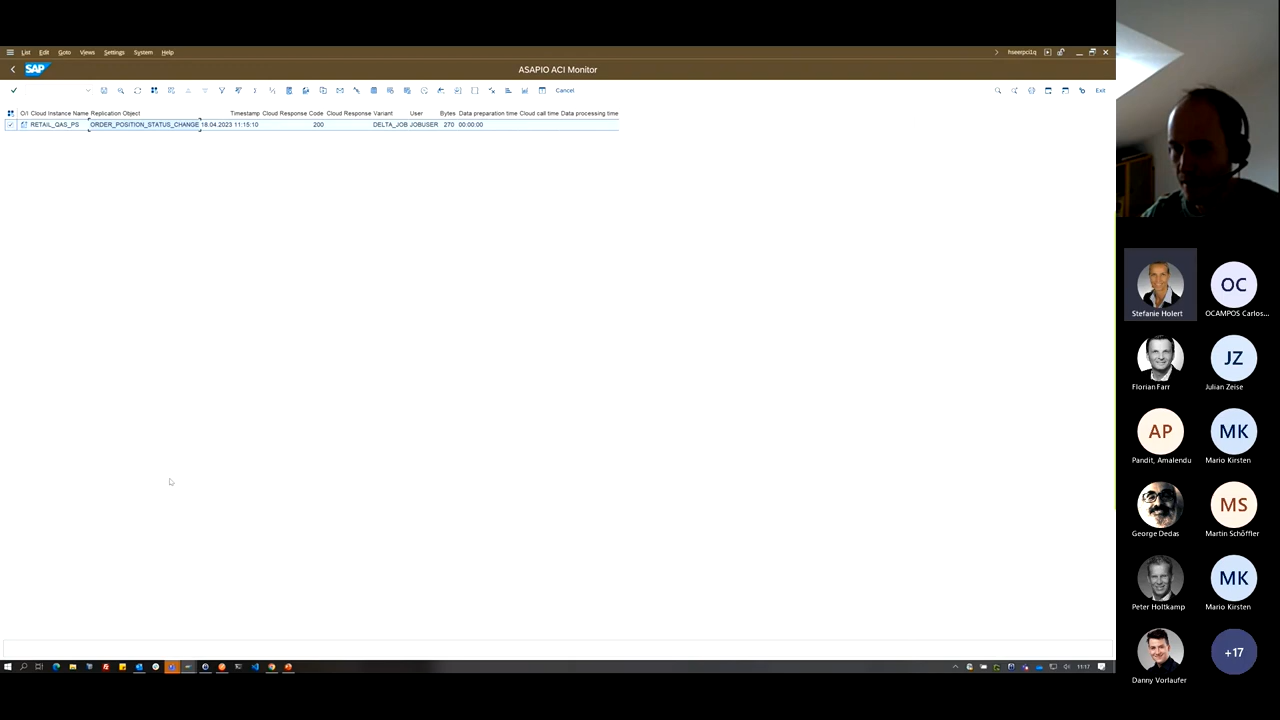 List Edit Goto Views Settings System Help
hseerpci1q
SAP
ASAPIO ACI Monitor
Cancel
Exit
O/I Cloud Instance Name Replication Object Timestamp Cloud Response Code Cloud Response Variant User Bytes Data preparation time Cloud call time Data processing time
RETAIL_QAS_PS ORDER_POSITION_STATUS_CHANGE 18.04.2023 11:15:10 200 DELTA_JOB JOBUSER 270 00:00:00
11:17
OC
Stefanie Holert
OCAMPOS Carlos...
JZ
Florian Farr
Julian Zeise
AP
MK
Pandit, Amalendu
Mario Kirsten
MS
George Dedas
Martin Schöffler
MK
Peter Holtkamp
Mario Kirsten
+17
Danny Vorlaufer